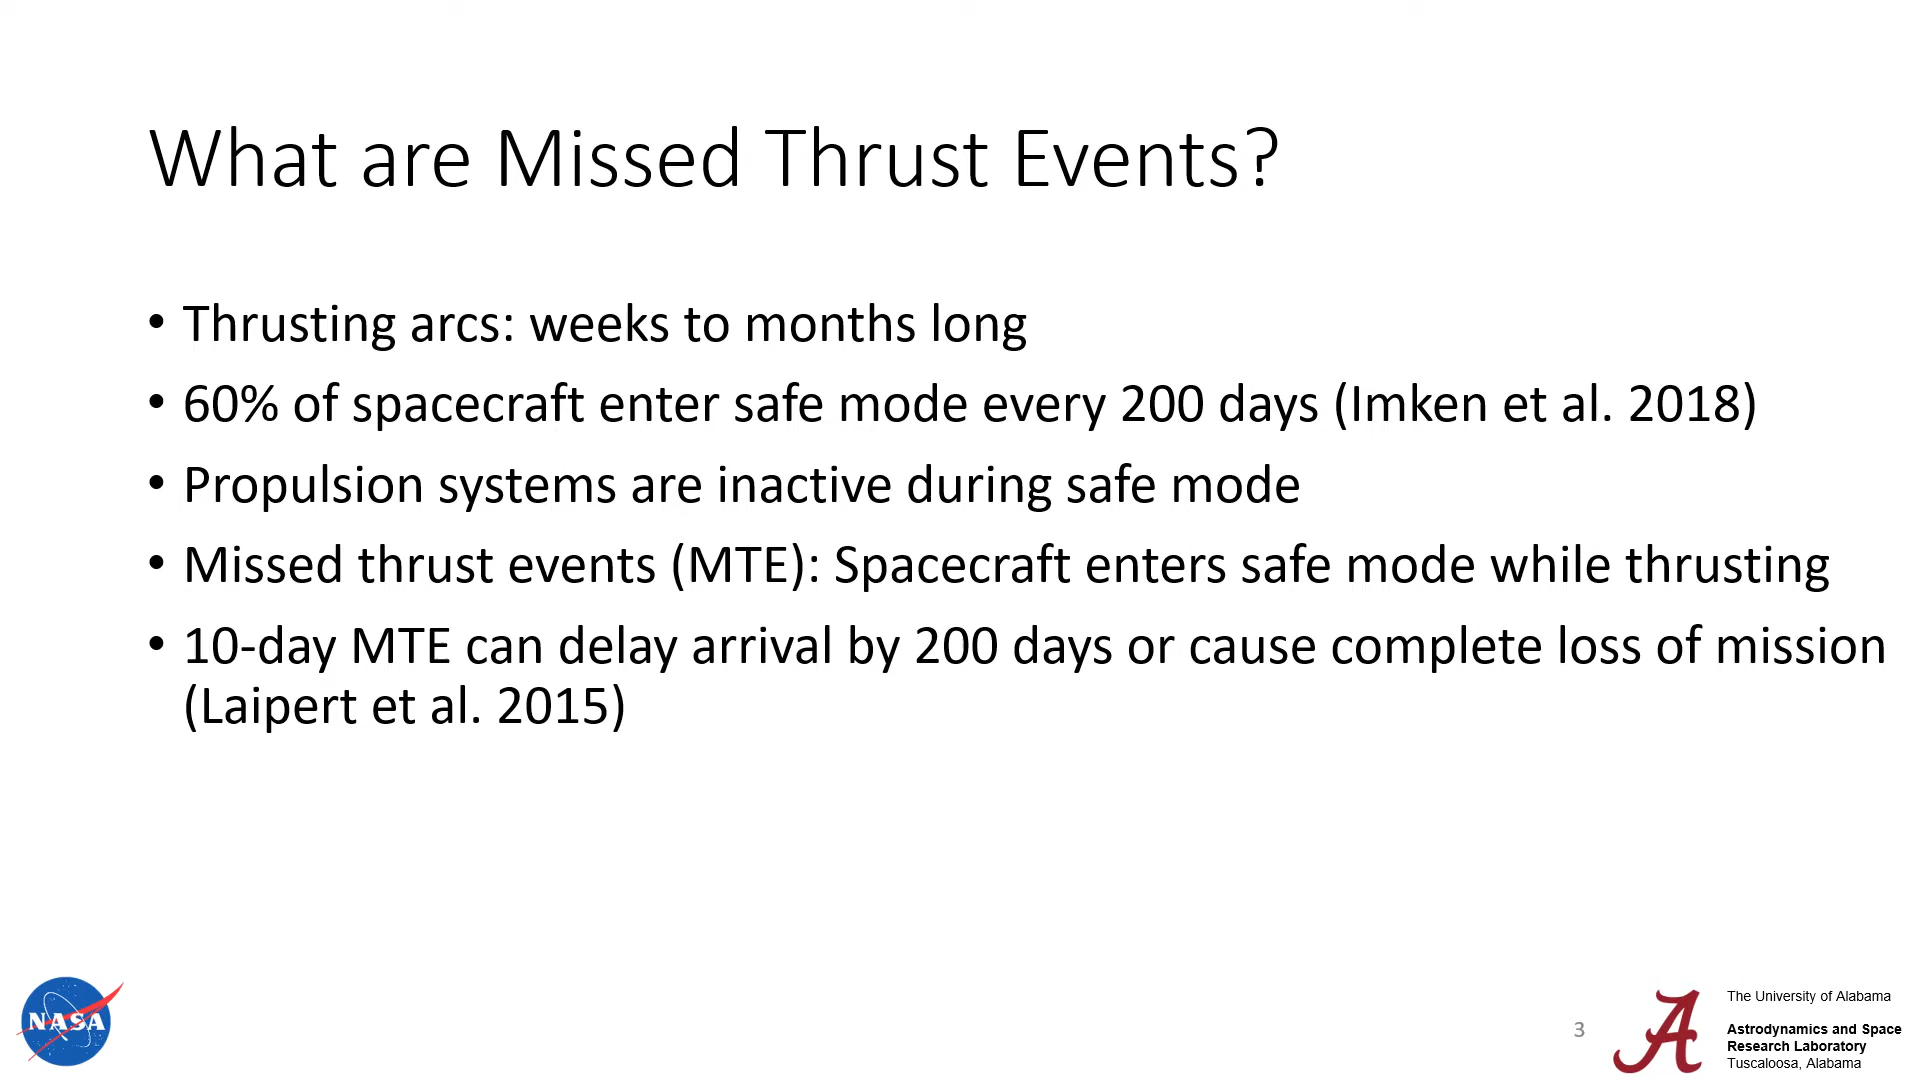 What are Missed Thrust Events?
• Thrusting arcs: weeks to months long
• 60% of spacecraft enter safe mode every 200 days (Imken et al. 2018)
• Propulsion systems are inactive during safe mode
• Missed thrust events (MTE): Spacecraft enters safe mode while thrusting
• 10-day MTE can delay arrival by 200 days or cause complete loss of mission
(Laipert et al. 2015)
NASA
3
A
The University of Alabama
Astrodynamics and Space
Research Laboratory
Tuscaloosa, Alabama